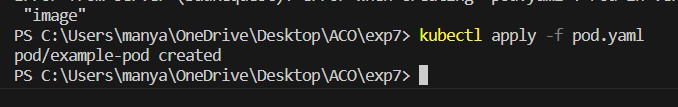 "image"
PS C:\Users\manya\OneDrive\Desktop\ACO\exp7> kubectl apply -f pod.yaml
pod/example-pod created
PS C:\Users\manya\OneDrive\Desktop\ACO\exp7>